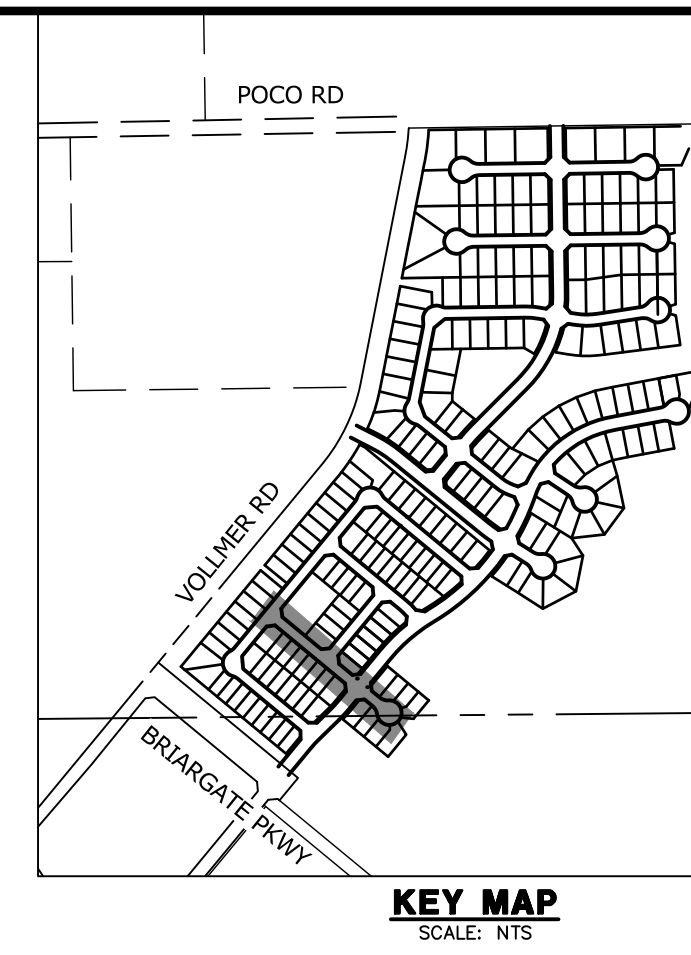 POCO RD
VOLLMER RD
BRIARGATE PKWY
KEY MAP
SCALE: NTS